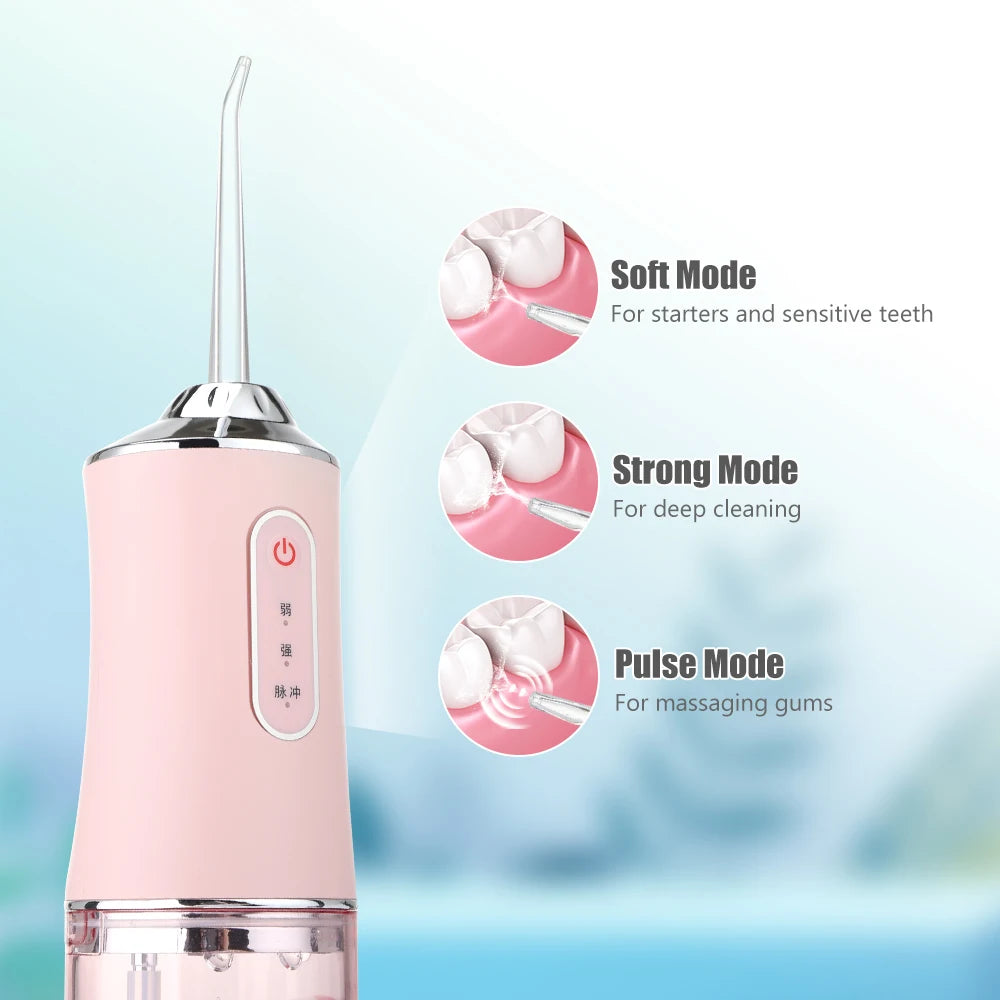 Soft Mode
For starters and sensitive teeth
Strong Mode
For deep cleaning
弱
强
脉冲
Pulse Mode
For massaging gums